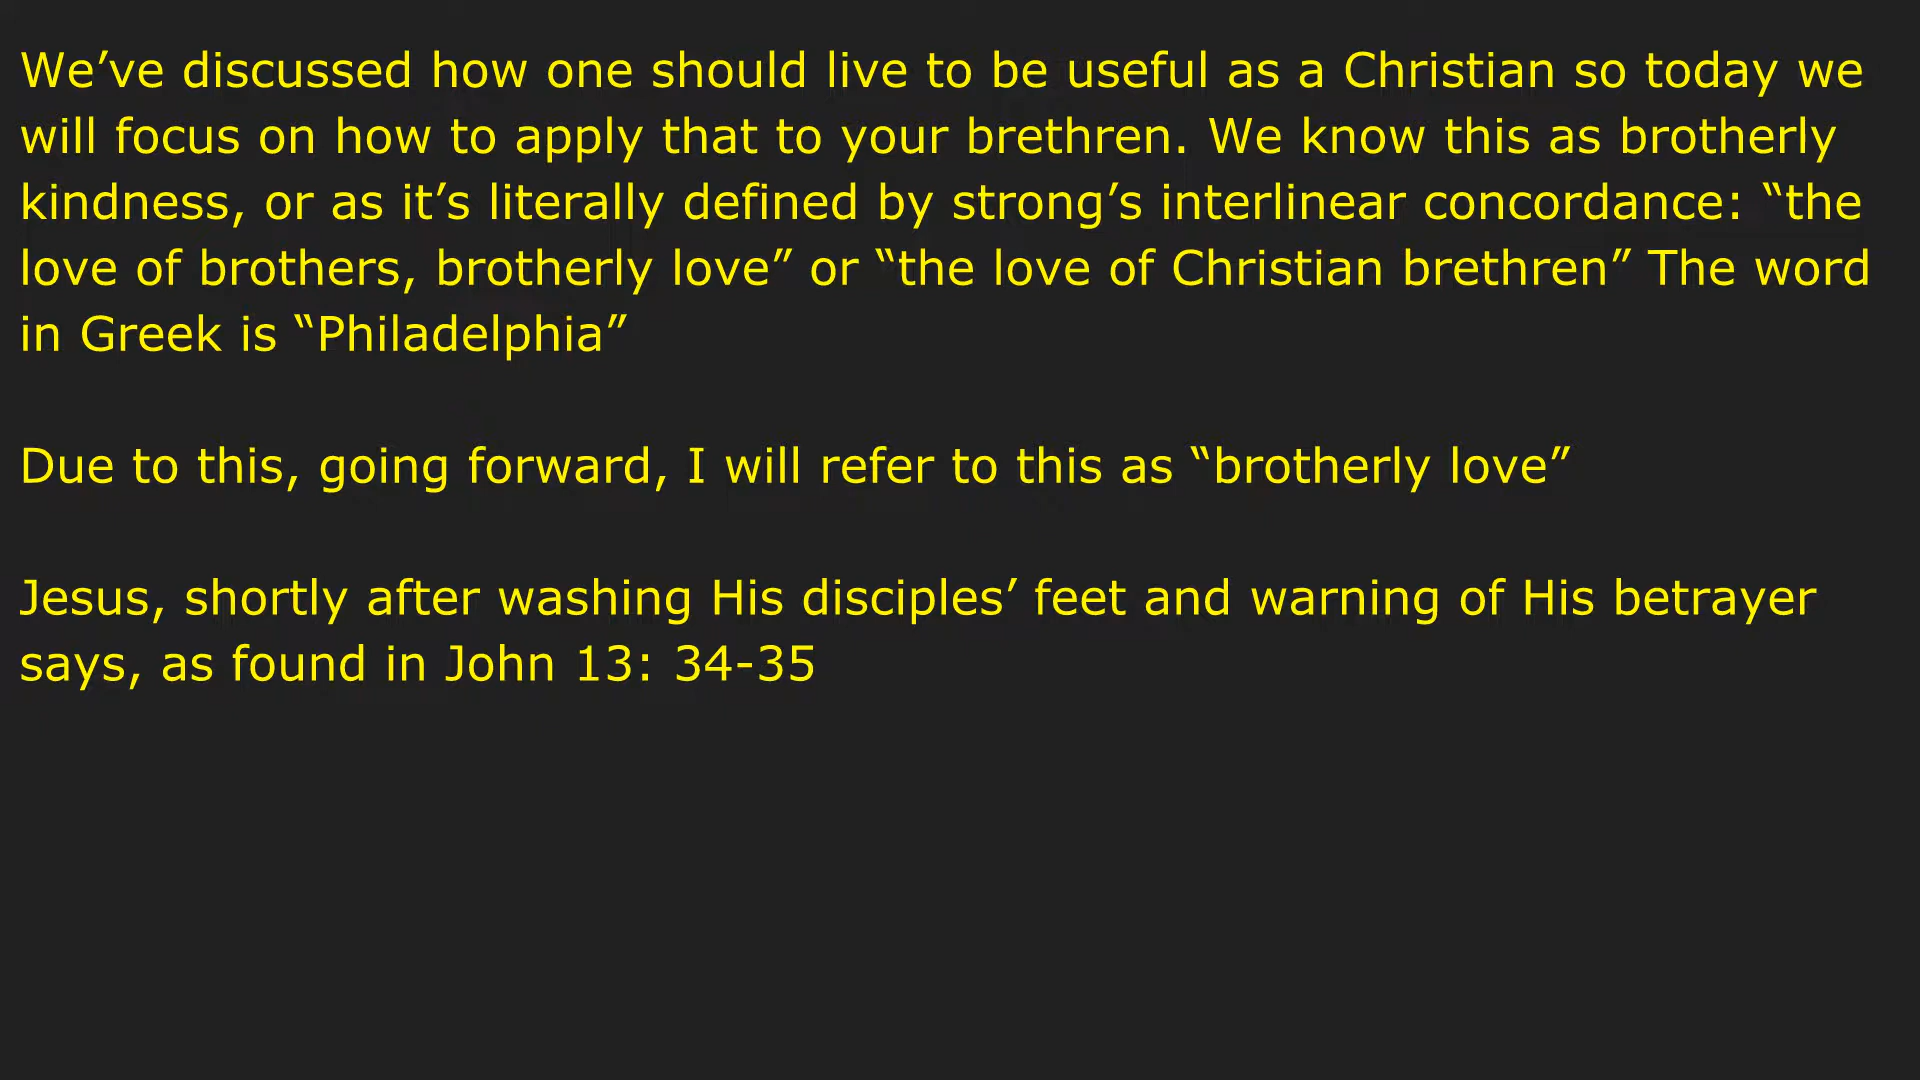 We’ve discussed how one should live to be useful as a Christian so today we
will focus on how to apply that to your brethren. We know this as brotherly
kindness, or as it’s literally defined by strong’s interlinear concordance: “the
love of brothers, brotherly love” or “the love of Christian brethren” The word
in Greek is “Philadelphia”
Due to this, going forward, I will refer to this as “brotherly love”
Jesus, shortly after washing His disciples’ feet and warning of His betrayer
says, as found in John 13: 34-35